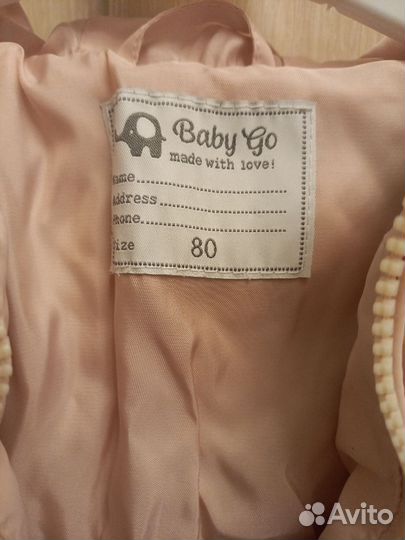 Baby Go
made with love!
Name
Address
Phone
Size 80
Avito